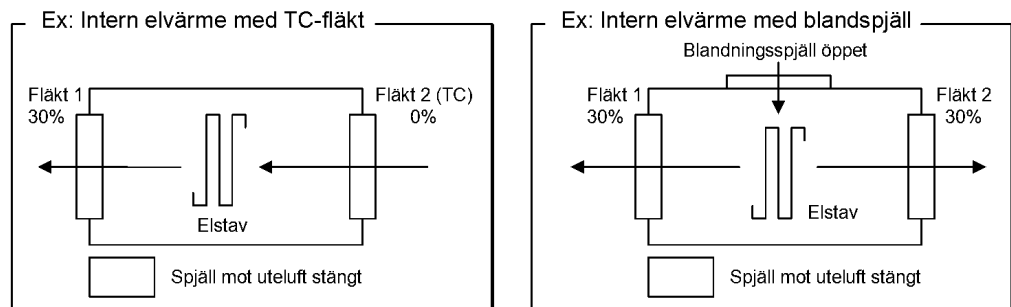 Ex: Intern elvärme med TC-fläkt
Fläkt 1
30%
Fläkt 2 (TC)
0%
Elstav
Spjäll mot uteluft stängt
Ex: Intern elvärme med blandspjäll
Blandningsspjäll öppet
Fläkt 1
30%
Fläkt 2
30%
Elstav
Spjäll mot uteluft stängt